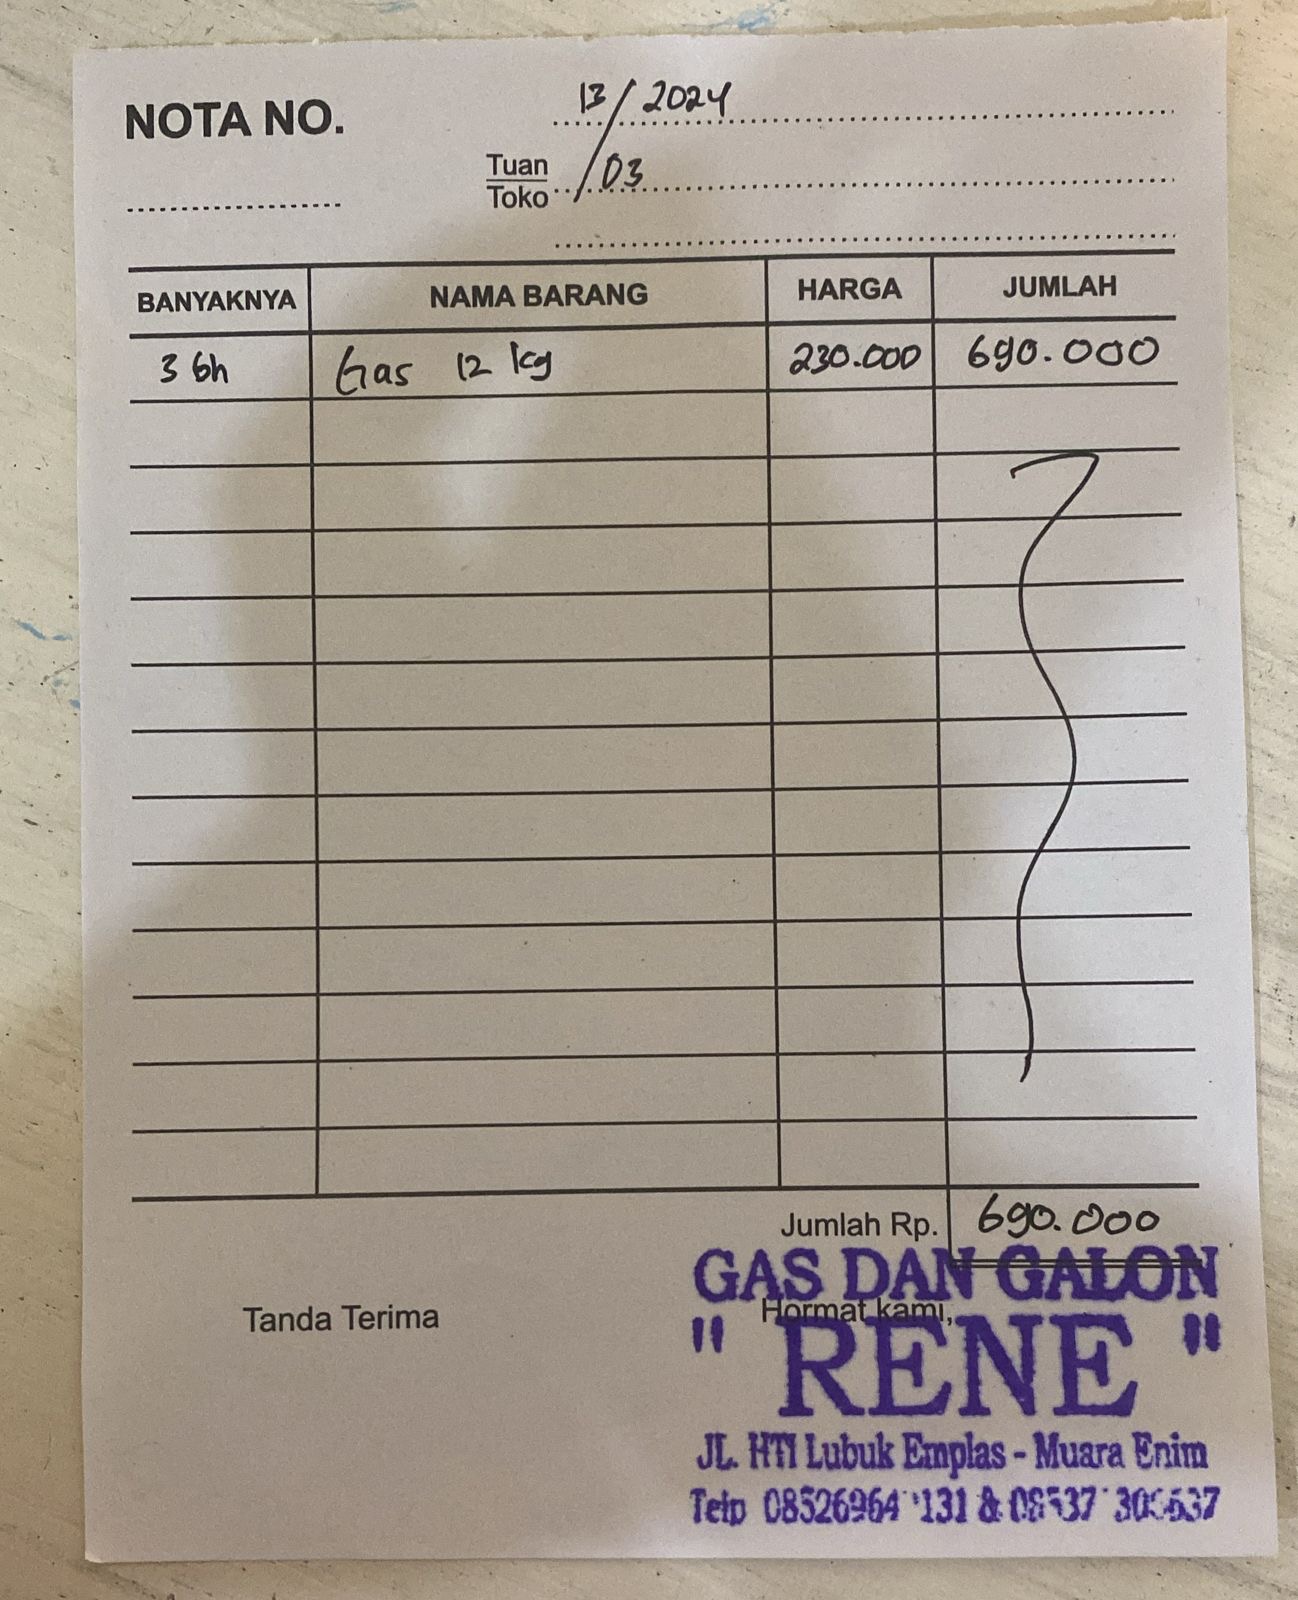 NOTA NO.
13/2024
Tuan
Toko
/03
BANYAKNYA NAMA BARANG HARGA JUMLAH
3 bh Gas 12 kg 230.000 690.000
Jumlah Rp. 690.000
GAS DAN GALON
Tanda Terima Hormat kami,
" RENE "
JL. HTI Lubuk Emplas - Muara Enim
Telp &